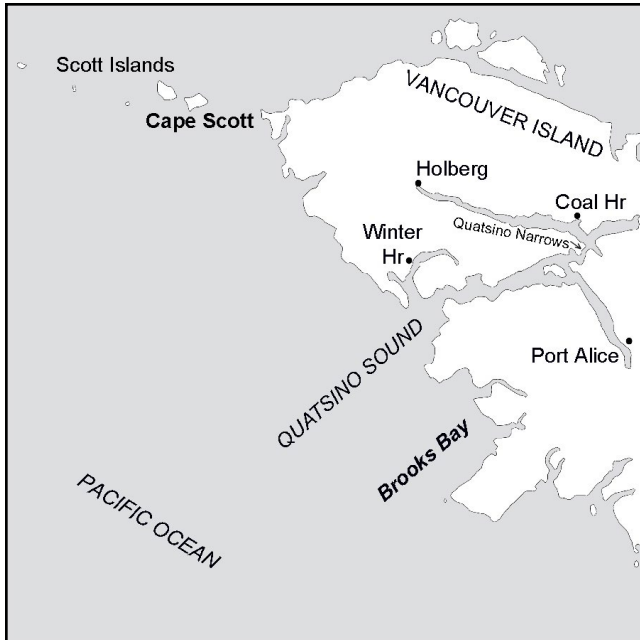 Scott Islands
Cape Scott
VANCOUVER ISLAND
Holberg
Coal Hr
Quatsino Narrows
Winter
Hr
Port Alice
QUATSINO SOUND
Brooks Bay
PACIFIC OCEAN